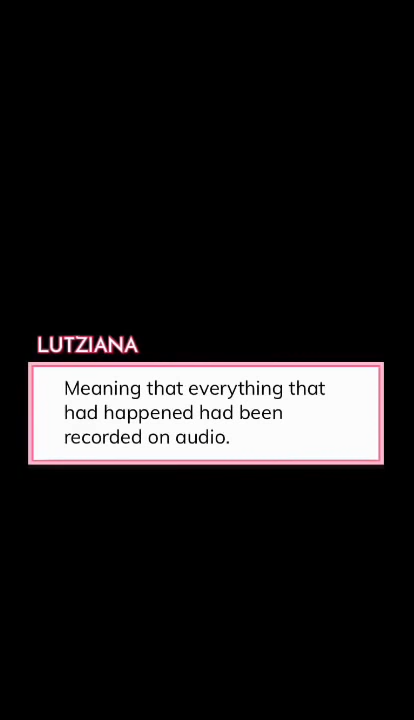 LUTZIANA
Meaning that everything that
had happened had been
recorded on audio.